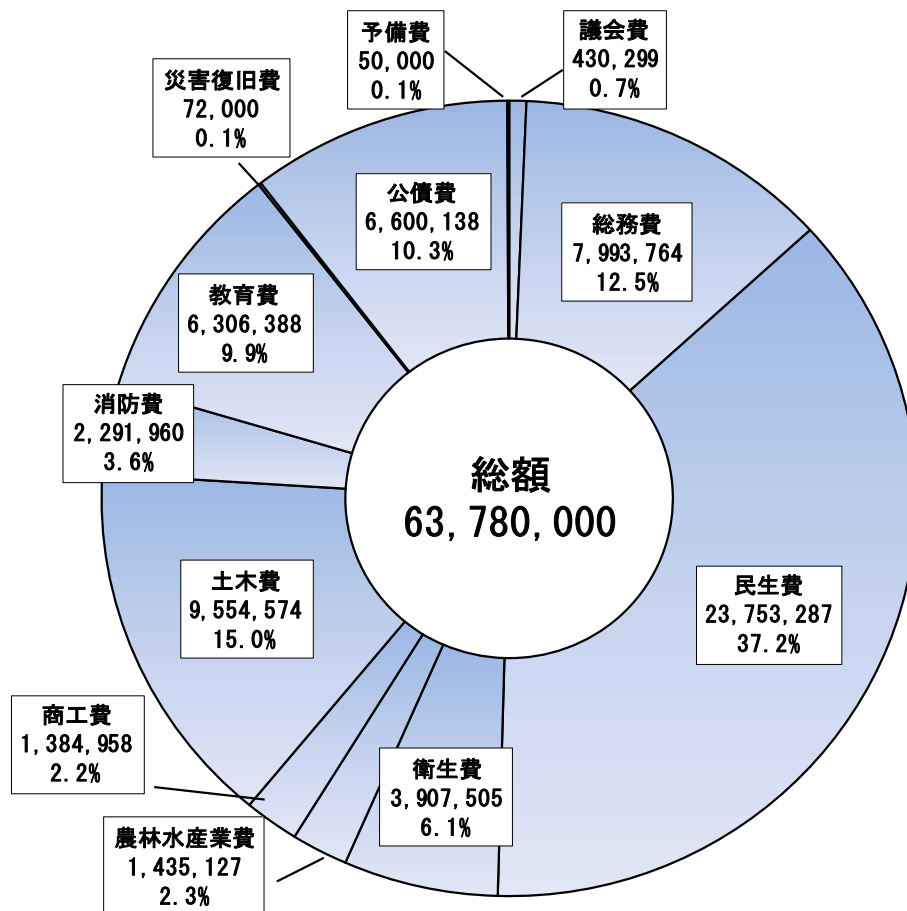 予備費
50,000
0.1%
議会費
430,299
0.7%
災害復旧費
72,000
0.1%
公債費
6,600,138
10.3%
総務費
7,993,764
12.5%
教育費
6,306,388
9.9%
消防費
2,291,960
3.6%
総額
63,780,000
土木費
9,554,574
15.0%
民生費
23,753,287
37.2%
商工費
1,384,958
2.2%
衛生費
3,907,505
6.1%
農林水産業費
1,435,127
2.3%